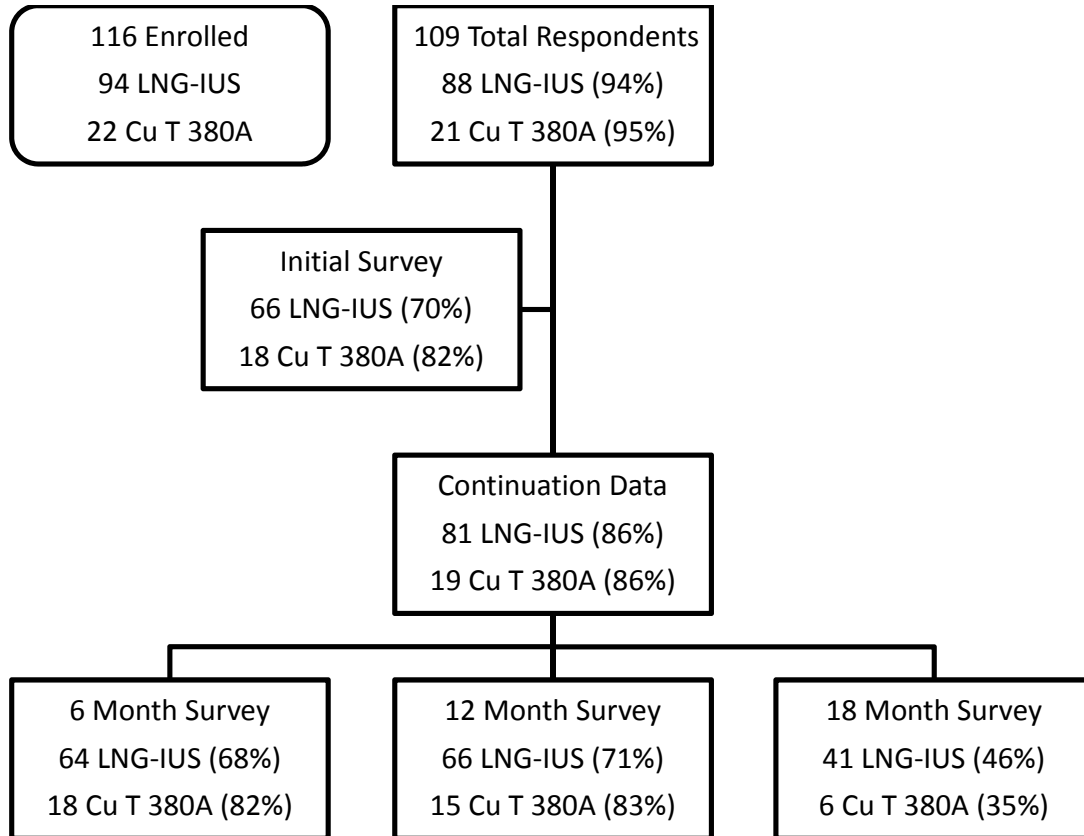 116 Enrolled
94 LNG-IUS
22 Cu T 380A
109 Total Respondents
88 LNG-IUS (94%)
21 Cu T 380A (95%)
Initial Survey
66 LNG-IUS (70%)
18 Cu T 380A (82%)
Continuation Data
81 LNG-IUS (86%)
19 Cu T 380A (86%)
6 Month Survey
64 LNG-IUS (68%)
18 Cu T 380A (82%)
12 Month Survey
66 LNG-IUS (71%)
15 Cu T 380A (83%)
18 Month Survey
41 LNG-IUS (46%)
6 Cu T 380A (35%)